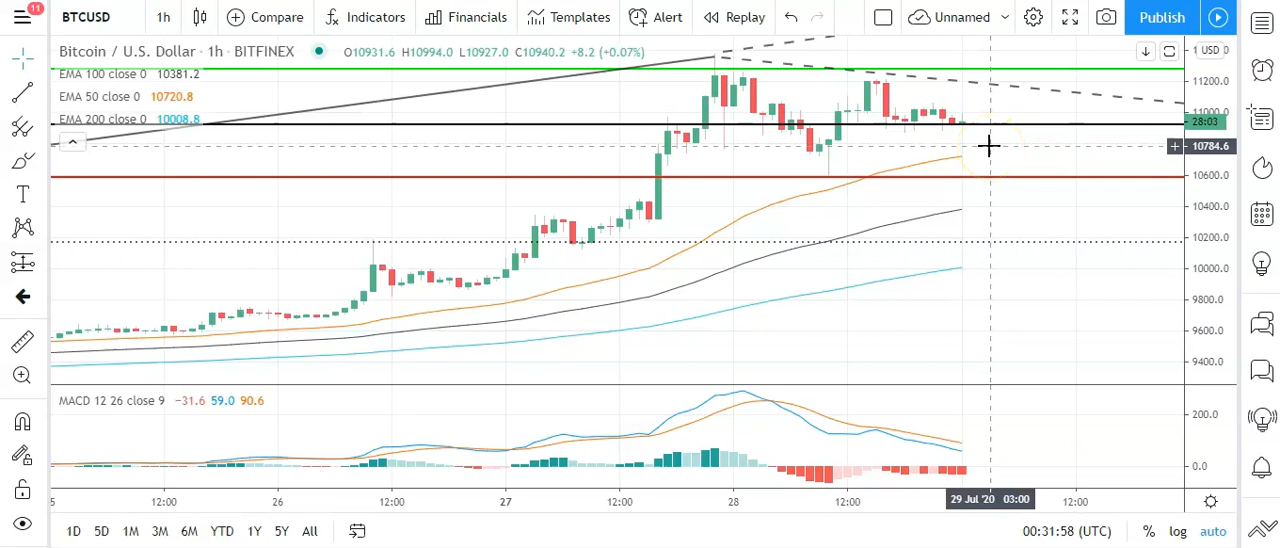 11
BTCUSD 1h Compare Indicators Financials Templates Alert Replay Unnamed Publish
Bitcoin / U.S. Dollar · 1h · BITFINEX O10931.6 H10994.0 L10927.0 C10940.2 +8.2 (+0.07%)
USD
EMA 100 close 0 10381.2
EMA 50 close 0 10720.8
EMA 200 close 0 10008.8
11200.0
11000.0
28:03
10784.6
10600.0
10400.0
10200.0
10000.0
9800.0
9600.0
9400.0
MACD 12 26 close 9 −31.6 59.0 90.6
200.0
0.0
5 12:00 26 12:00 27 12:00 28 12:00 29 Jul '20 03:00 12:00
1D 5D 1M 3M 6M YTD 1Y 5Y All 00:31:58 (UTC) % log auto